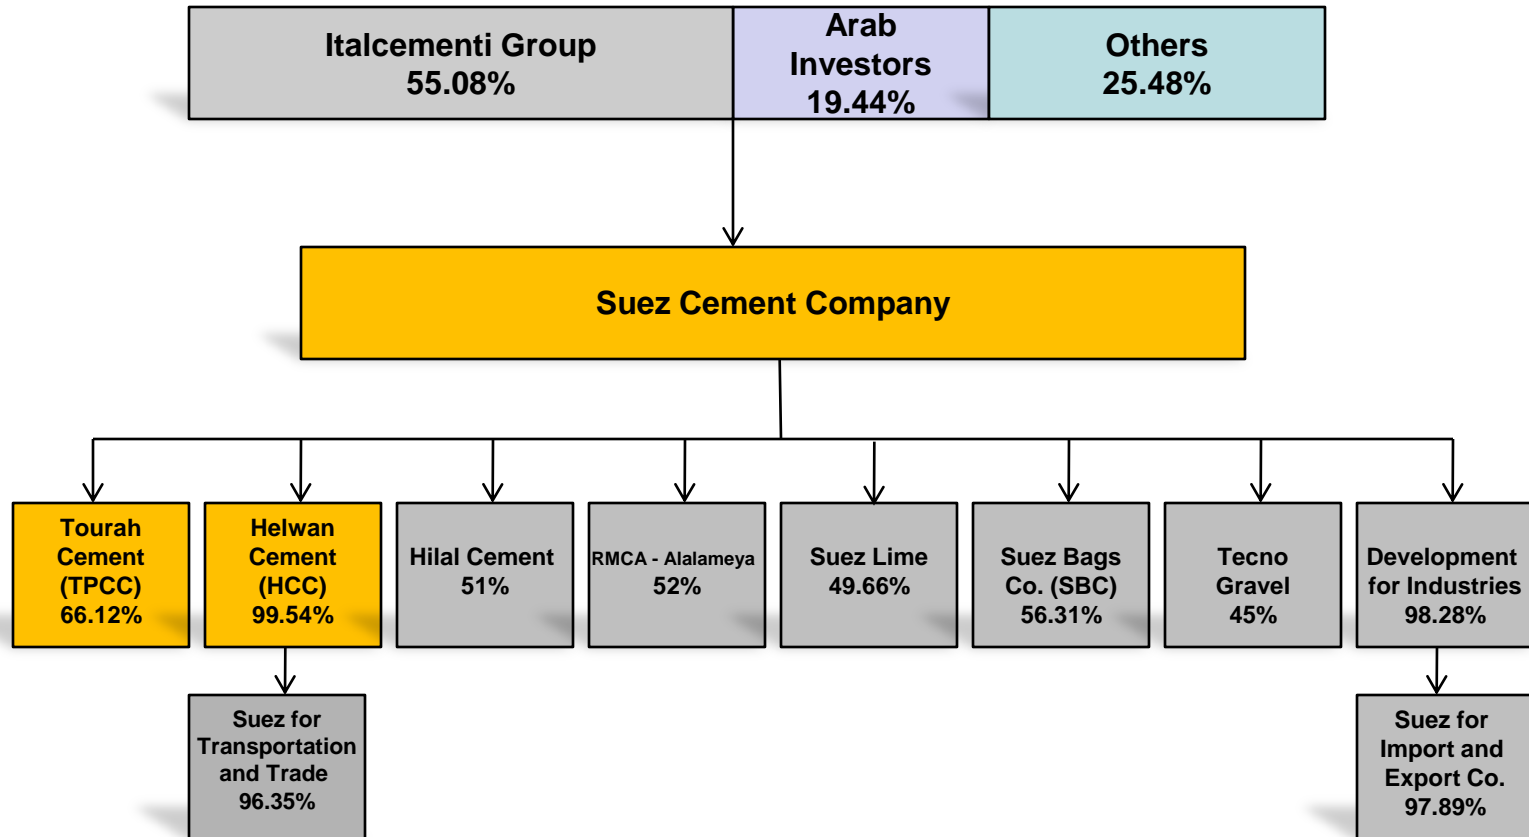 Italcementi Group
55.08%
Arab
Investors
19.44%
Others
25.48%
Suez Cement Company
Tourah
Cement
(TPCC)
66.12%
Helwan
Cement
(HCC)
99.54%
Hilal Cement
51%
RMCA - Alalameya
52%
Suez Lime
49.66%
Suez Bags
Co. (SBC)
56.31%
Tecno
Gravel
45%
Development
for Industries
98.28%
Suez for
Transportation
and Trade
96.35%
Suez for
Import and
Export Co.
97.89%